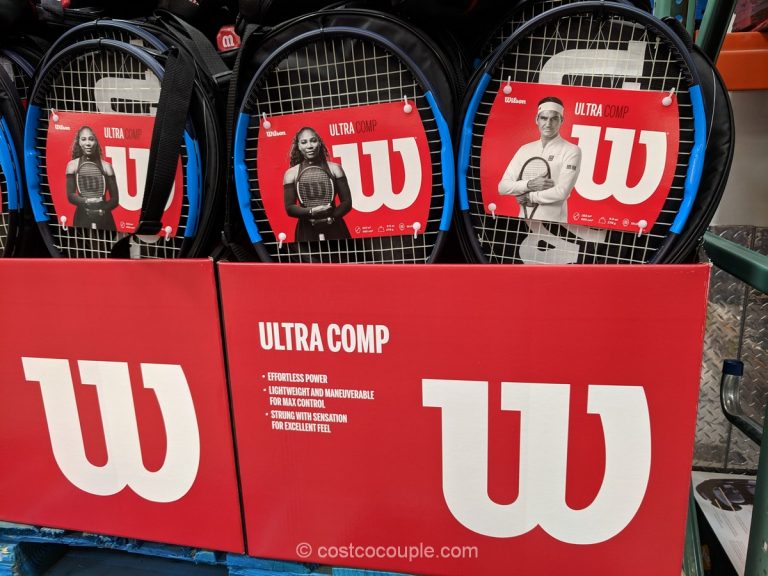 ULTRA COMP
W
Wilson
ULTRA COMP
W
Wilson
ULTRA COMP
W
W
ULTRA COMP
• EFFORTLESS POWER
• LIGHTWEIGHT AND MANEUVERABLE
FOR MAX CONTROL
• STRUNG WITH SENSATION
FOR EXCELLENT FEEL
W
© costcocouple.com